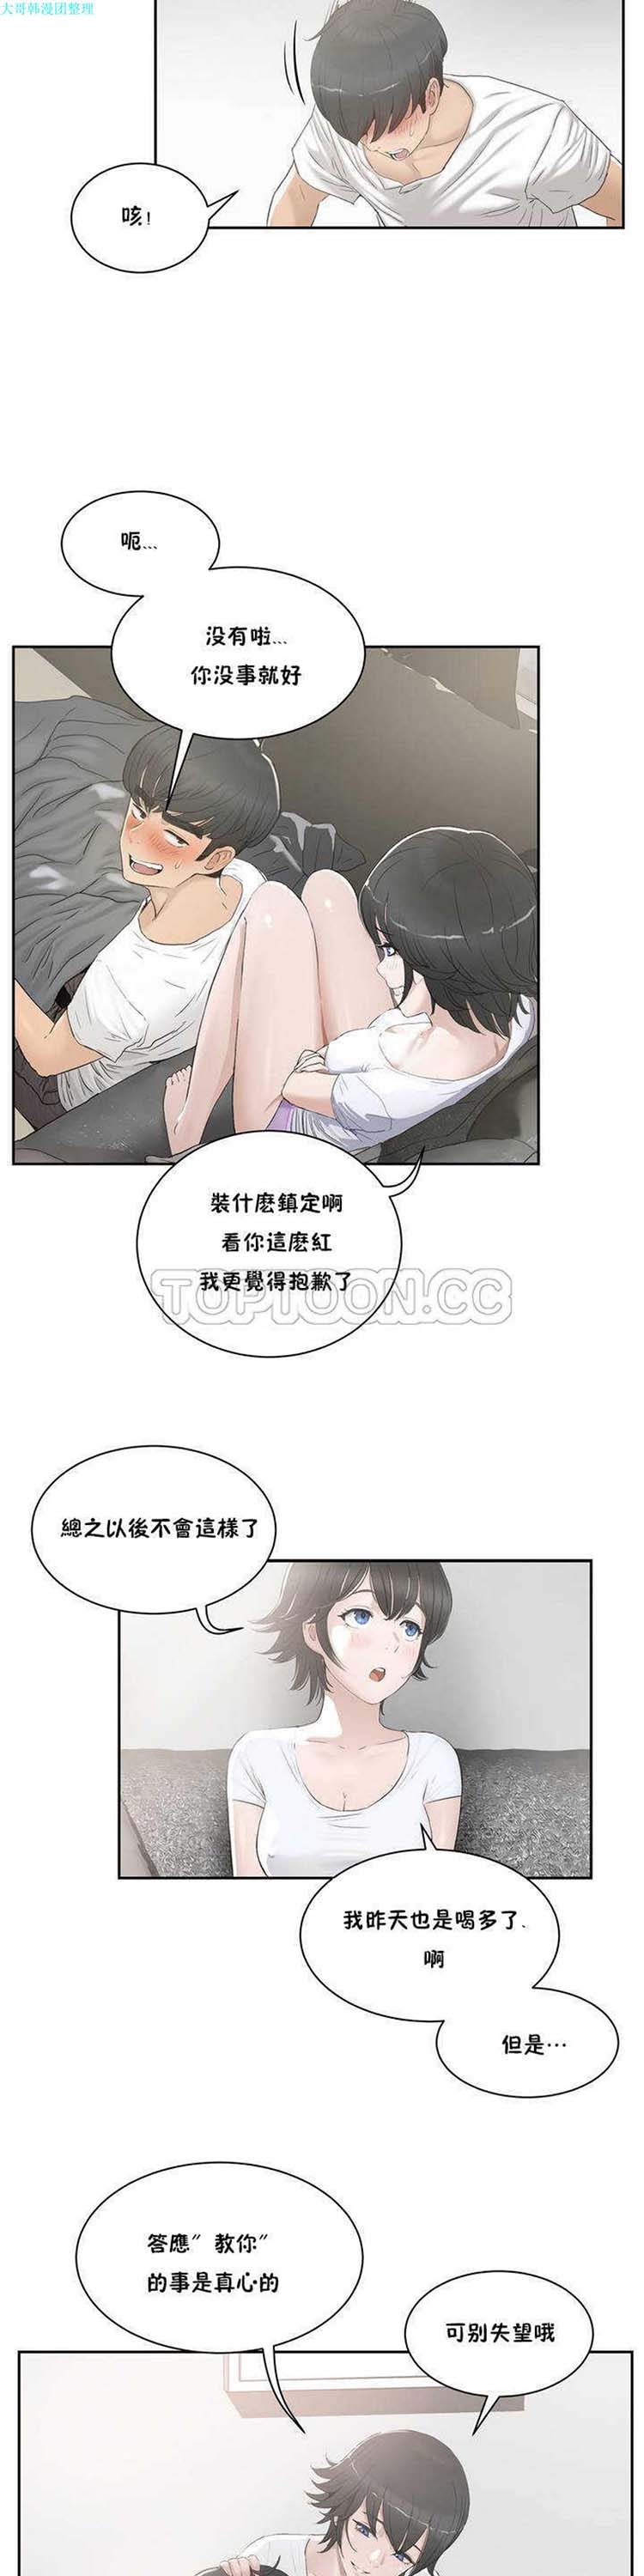 大哥韩漫团整理
咳!
呃...
没有啦...
你没事就好
裝什麽鎮定啊
看你這麽紅
我更覺得抱歉了
TOPTOON.CC
總之以後不會這樣了
我昨天也是喝多了.
啊
但是…
答應"教你"
的事是真心的
可别失望哦